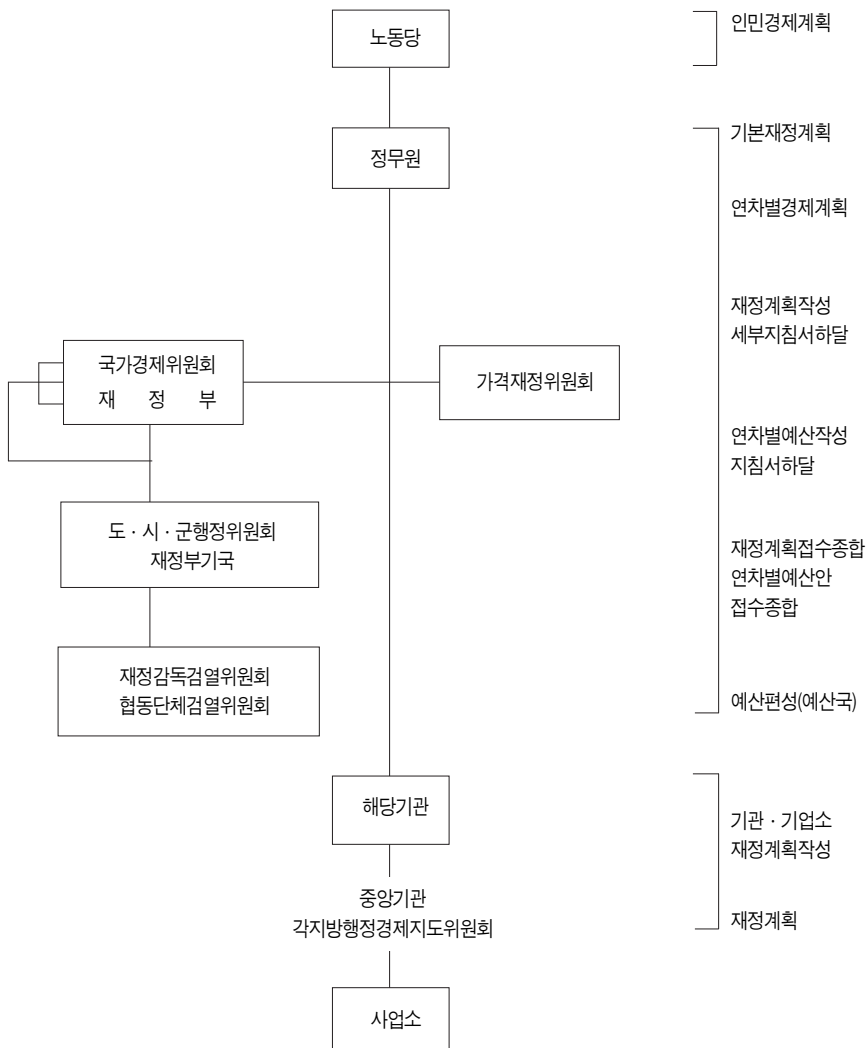 노동당
인민경제계획
정무원
기본재정계획
연차별경제계획
재정계획작성
세부지침서하달
국가경제위원회
재 정 부
가격재정위원회
연차별예산작성
지침서하달
도 · 시 · 군행정위원회
재정부기국
재정계획접수종합
연차별예산안
접수종합
재정감독검열위원회
협동단체검열위원회
예산편성(예산국)
해당기관
기관 · 기업소
재정계획작성
중앙기관
각지방행정경제지도위원회
재정계획
사업소